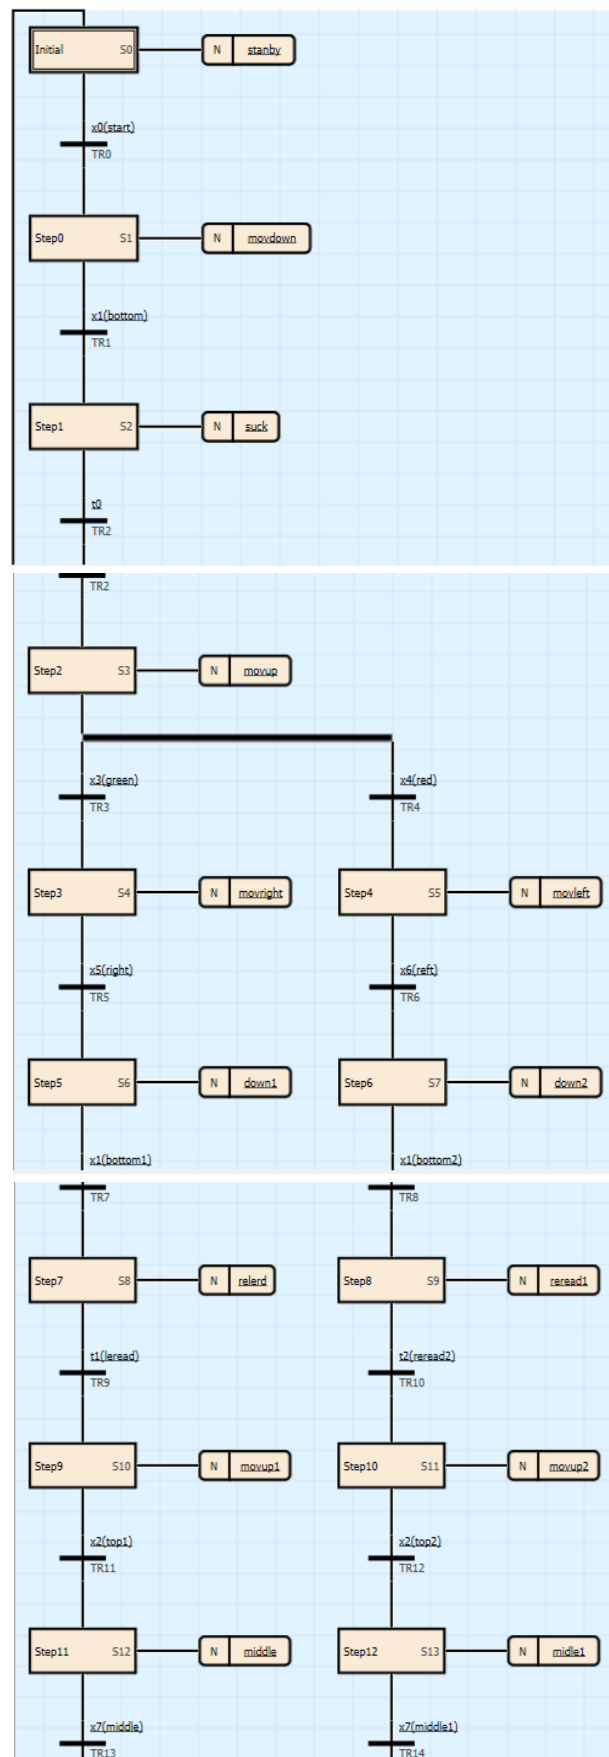 Initial S0 N stanby
x0(start)
TR0
Step0 S1 N movdown
x1(bottom)
TR1
Step1 S2 N suck
t0
TR2
TR2
Step2 S3 N movup
x3(green) x4(red)
TR3 TR4
Step3 S4 N movright Step4 S5 N movleft
x5(right) x6(reft)
TR5 TR6
Step5 S6 N down1 Step6 S7 N down2
x1(bottom1) x1(bottom2)
TR7 TR8
Step7 S8 N relerd Step8 S9 N reread1
t1(leread) t2(reread2)
TR9 TR10
Step9 S10 N movup1 Step10 S11 N movup2
x2(top1) x2(top2)
TR11 TR12
Step11 S12 N middle Step12 S13 N midle1
x7(middle) x7(middle1)
TR13 TR14